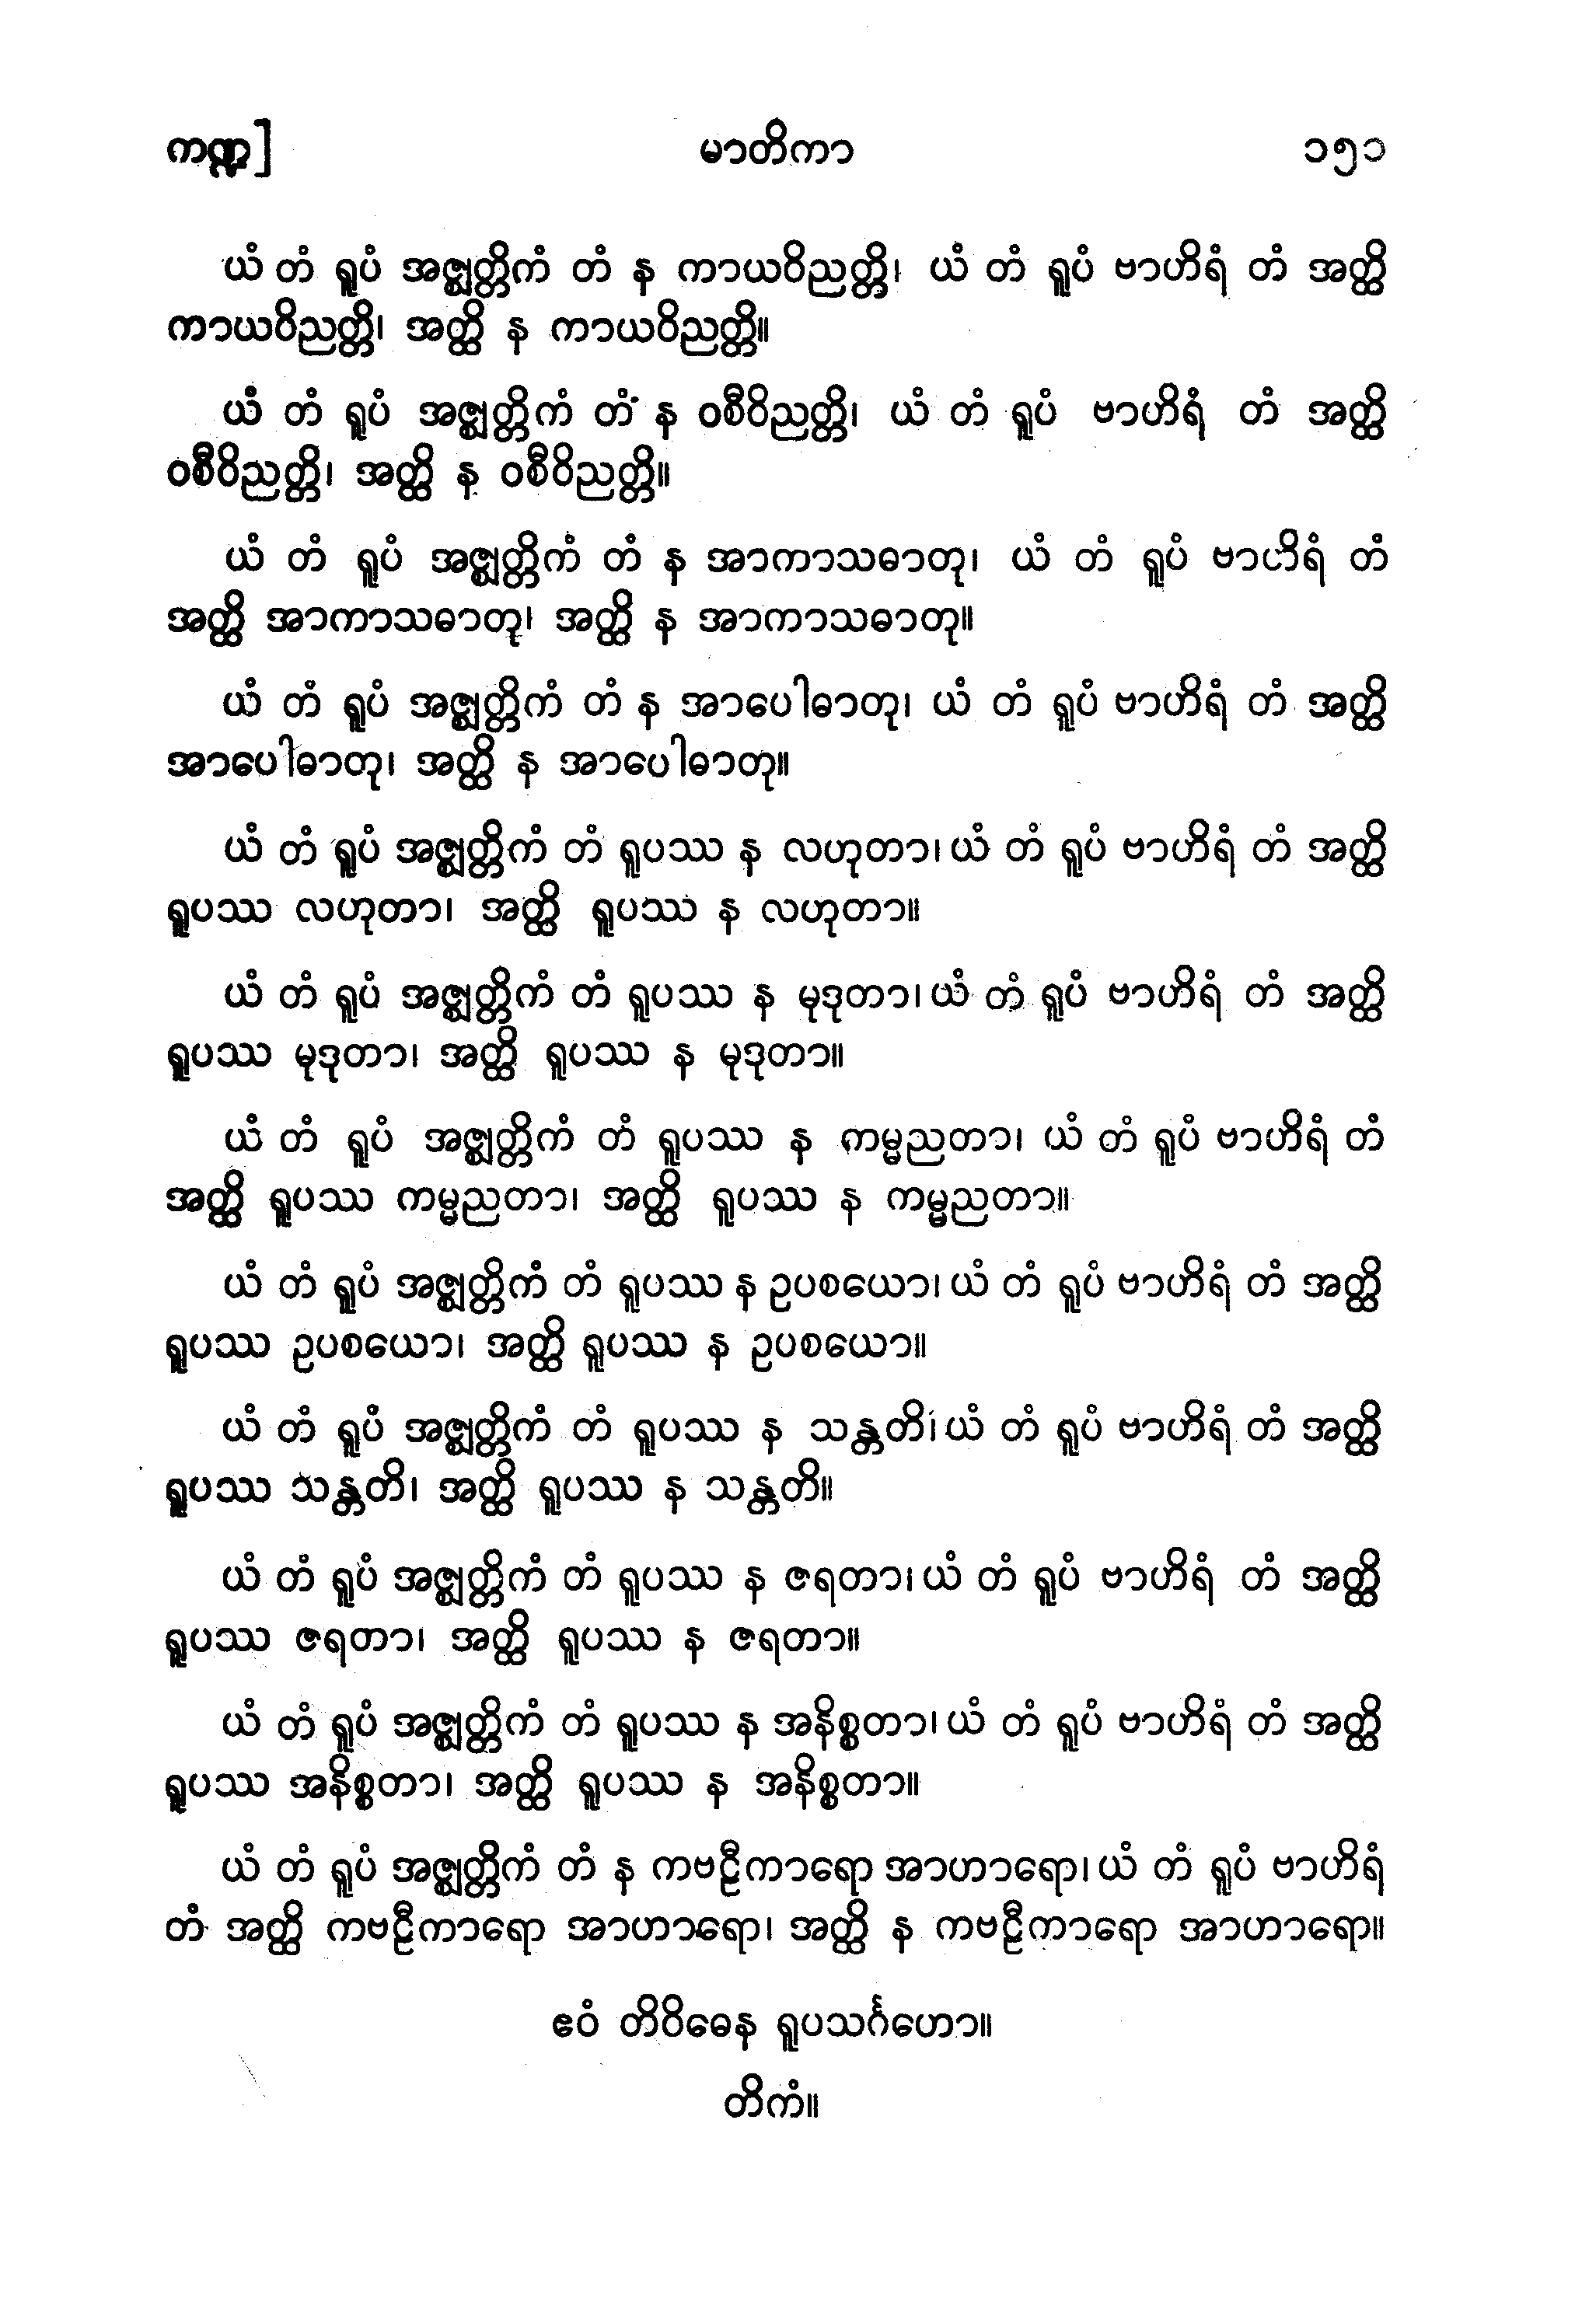 ကဏ္ဍ] မာတိကာ ၁၅၁
ယံ တံ ရူပံ အဇ္ဈတ္တိကံ တံ န ကာယဝိညတ္တိ၊ ယံ တံ ရူပံ ဗာဟိရံ တံ အတ္ထိ
ကာယဝိညတ္တိ၊ အတ္ထိ န ကာယဝိညတ္တိ။
ယံ တံ ရူပံ အဇ္ဈတ္တိကံ တံ န ဝစီဝိညတ္တိ၊ ယံ တံ ရူပံ ဗာဟိရံ တံ အတ္ထိ
ဝစီဝိညတ္တိ၊ အတ္ထိ န ဝစီဝိညတ္တိ။
ယံ တံ ရူပံ အဇ္ဈတ္တိကံ တံ န အာကာသဓာတု၊ ယံ တံ ရူပံ ဗာဟိရံ တံ
အတ္ထိ အာကာသဓာတု၊ အတ္ထိ န အာကာသဓာတု။
ယံ တံ ရူပံ အဇ္ဈတ္တိကံ တံ န အာပေါဓာတု၊ ယံ တံ ရူပံ ဗာဟိရံ တံ အတ္ထိ
အာပေါဓာတု၊ အတ္ထိ န အာပေါဓာတု။
ယံ တံ ရူပံ အဇ္ဈတ္တိကံ တံ ရူပဿ န လဟုတာ၊ ယံ တံ ရူပံ ဗာဟိရံ တံ အတ္ထိ
ရူပဿ လဟုတာ၊ အတ္ထိ ရူပဿ န လဟုတာ။
ယံ တံ ရူပံ အဇ္ဈတ္တိကံ တံ ရူပဿ န မုဒုတာ၊ ယံ တံ ရူပံ ဗာဟိရံ တံ အတ္ထိ
ရူပဿ မုဒုတာ၊ အတ္ထိ ရူပဿ န မုဒုတာ။
ယံ တံ ရူပံ အဇ္ဈတ္တိကံ တံ ရူပဿ န ကမ္မညတာ၊ ယံ တံ ရူပံ ဗာဟိရံ တံ
အတ္ထိ ရူပဿ ကမ္မညတာ၊ အတ္ထိ ရူပဿ န ကမ္မညတာ။
ယံ တံ ရူပံ အဇ္ဈတ္တိကံ တံ ရူပဿ န ဥပစယော၊ ယံ တံ ရူပံ ဗာဟိရံ တံ အတ္ထိ
ရူပဿ ဥပစယော၊ အတ္ထိ ရူပဿ န ဥပစယော။
ယံ တံ ရူပံ အဇ္ဈတ္တိကံ တံ ရူပဿ န သန္တတိ၊ ယံ တံ ရူပံ ဗာဟိရံ တံ အတ္ထိ
ရူပဿ သန္တတိ၊ အတ္ထိ ရူပဿ န သန္တတိ။
ယံ တံ ရူပံ အဇ္ဈတ္တိကံ တံ ရူပဿ န ဇရတာ၊ ယံ တံ ရူပံ ဗာဟိရံ တံ အတ္ထိ
ရူပဿ ဇရတာ၊ အတ္ထိ ရူပဿ န ဇရတာ။
ယံ တံ ရူပံ အဇ္ဈတ္တိကံ တံ ရူပဿ န အနိစ္စတာ၊ ယံ တံ ရူပံ ဗာဟိရံ တံ အတ္ထိ
ရူပဿ အနိစ္စတာ၊ အတ္ထိ ရူပဿ န အနိစ္စတာ။
ယံ တံ ရူပံ အဇ္ဈတ္တိကံ တံ န ကဗဠီကာရော အာဟာရော၊ ယံ တံ ရူပံ ဗာဟိရံ
တံ အတ္ထိ ကဗဠီကာရော အာဟာရော၊ အတ္ထိ န ကဗဠီကာရော အာဟာရော။
ဧဝံ တိဝိဓေန ရူပသင်္ဂဟော။
တိကံ။